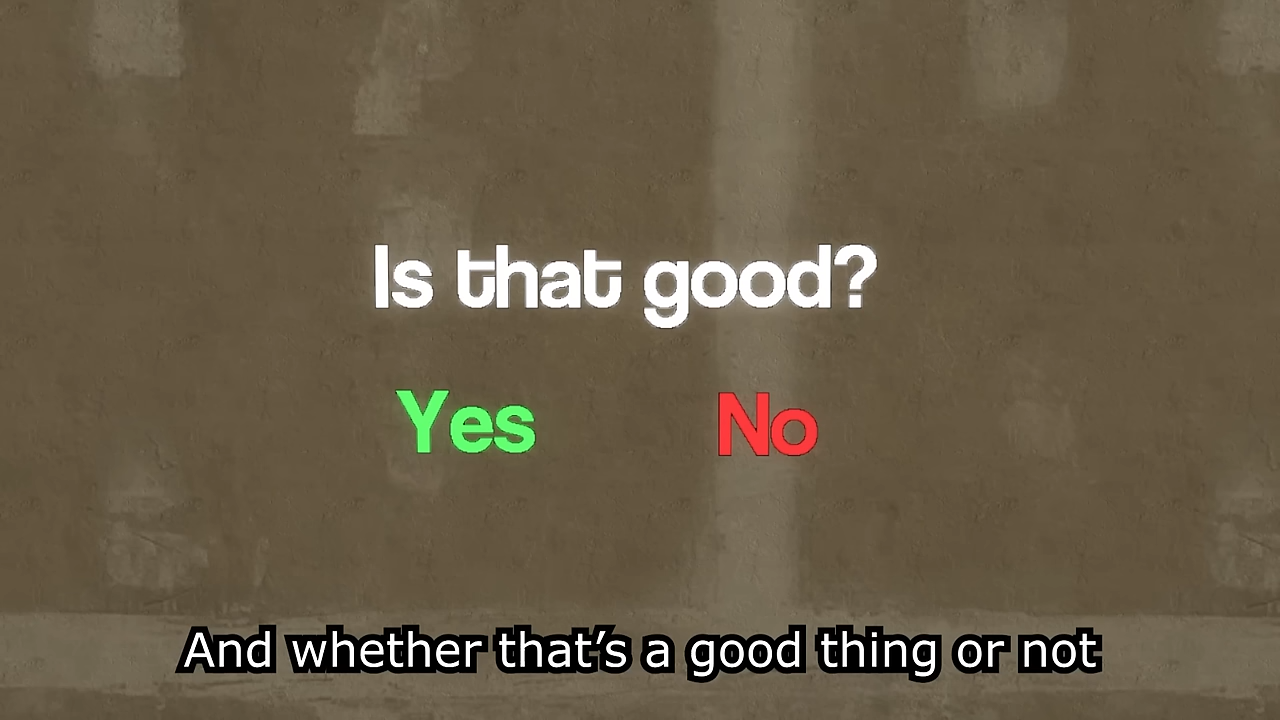 Is that good?
Yes No
And whether that’s a good thing or not